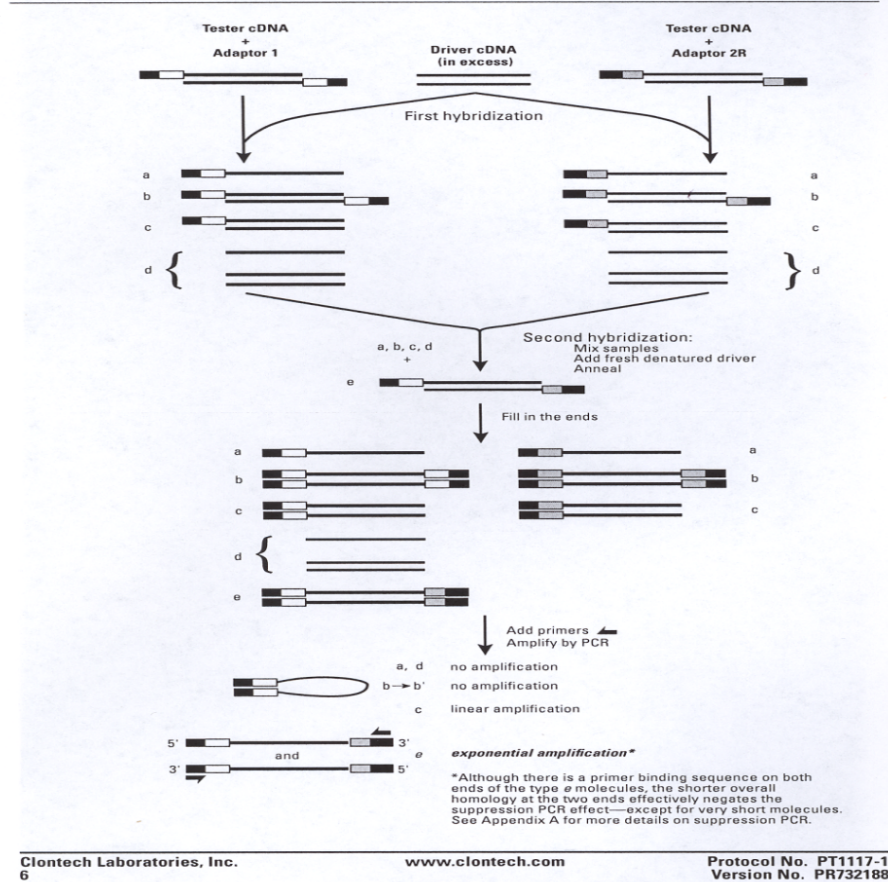 Tester cDNA
+
Adaptor 1
Driver cDNA
(in excess)
Tester cDNA
+
Adaptor 2R
First hybridization
a
b
c
d
a
b
c
d
Second hybridization:
Mix samples
Add fresh denatured driver
Anneal
a, b, c, d
+
e
Fill in the ends
a
b
c
d
e
a
b
c
Add primers
Amplify by PCR
a, d no amplification
b→b' no amplification
c linear amplification
5' 3'
and
3' 5'
e exponential amplification*
*Although there is a primer binding sequence on both
ends of the type e molecules, the shorter overall
homology at the two ends effectively negates the
suppression PCR effect—except for very short molecules.
See Appendix A for more details on suppression PCR.
Clontech Laboratories, Inc. www.clontech.com Protocol No. PT1117-1
6 Version No. PR732188